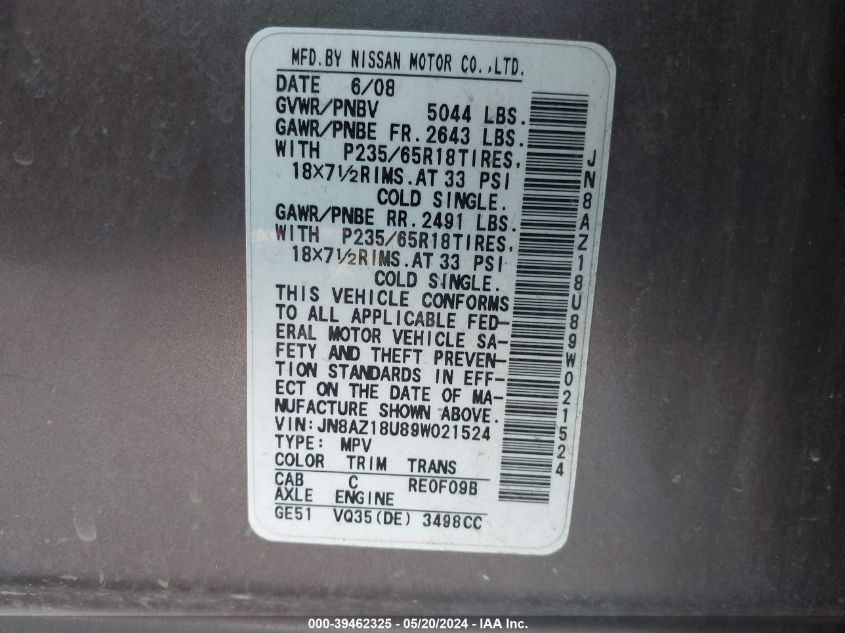 MFD.BY NISSAN MOTOR CO.,LTD.
DATE 6/08
GVWR/PNBV 5044 LBS.
GAWR/PNBE FR.2643 LBS.
WITH P235/65R18TIRES,
18X7½RIMS.AT 33 PSI
COLD SINGLE.
GAWR/PNBE RR.2491 LBS.
WITH P235/65R18TIRES,
18X7½RIMS.AT 33 PSI
COLD SINGLE.
THIS VEHICLE CONFORMS
TO ALL APPLICABLE FED-
ERAL MOTOR VEHICLE SA-
FETY AND THEFT PREVEN-
TION STANDARDS IN EFF-
ECT ON THE DATE OF MA-
NUFACTURE SHOWN ABOVE.
VIN:JN8AZ18U89W021524
TYPE: MPV
COLOR TRIM TRANS
CAB C RE0F09B
AXLE ENGINE
GE51 VQ35(DE) 3498CC
JN8AZ18U89W021524
000-39462325 - 05/20/2024 - IAA Inc.